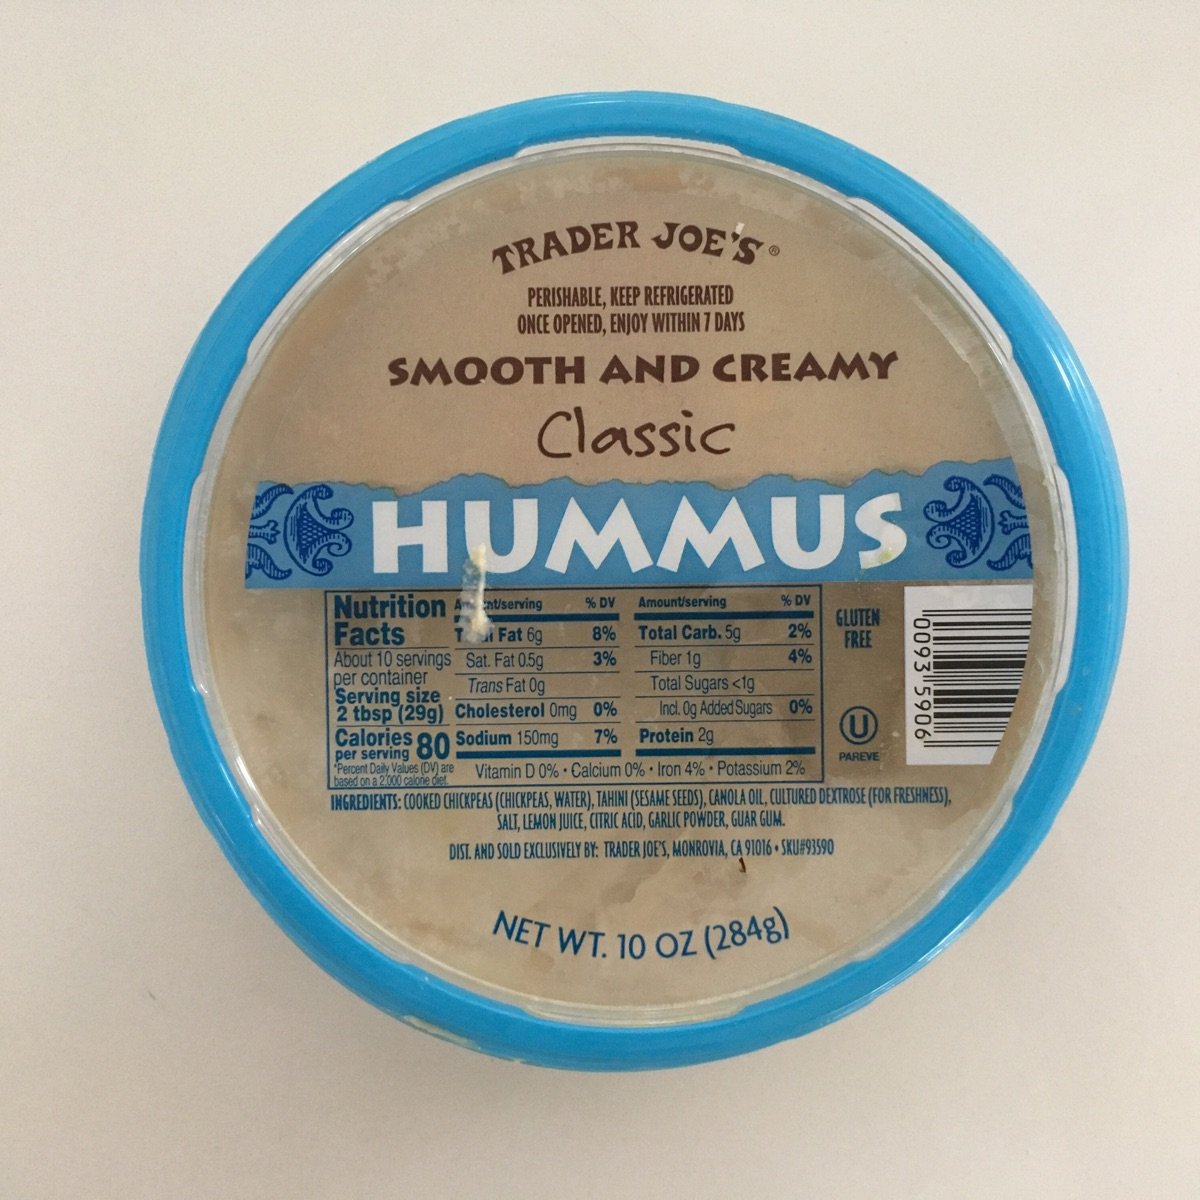 TRADER JOE'S®
PERISHABLE, KEEP REFRIGERATED
ONCE OPENED, ENJOY WITHIN 7 DAYS
SMOOTH AND CREAMY
Classic
HUMMUS
Nutrition
Facts
About 10 servings
per container
Serving size
2 tbsp (29g)
Calories 80
per serving
*Percent Daily Values (DV) are
based on a 2,000 calorie diet.
Amount/serving % DV
Total Fat 6g 8%
Sat. Fat 0.5g 3%
Trans Fat 0g
Cholesterol 0mg 0%
Sodium 150mg 7%
Amount/serving % DV
Total Carb. 5g 2%
Fiber 1g 4%
Total Sugars <1g
Incl. 0g Added Sugars 0%
Protein 2g
Vitamin D 0% • Calcium 0% • Iron 4% • Potassium 2%
GLUTEN
FREE
U
PAREVE
0093 5906
INGREDIENTS: COOKED CHICKPEAS (CHICKPEAS, WATER), TAHINI (SESAME SEEDS), CANOLA OIL, CULTURED DEXTROSE (FOR FRESHNESS),
SALT, LEMON JUICE, CITRIC ACID, GARLIC POWDER, GUAR GUM.
DIST. AND SOLD EXCLUSIVELY BY: TRADER JOE'S, MONROVIA, CA 91016 • SKU#93590
NET WT. 10 OZ (284g)